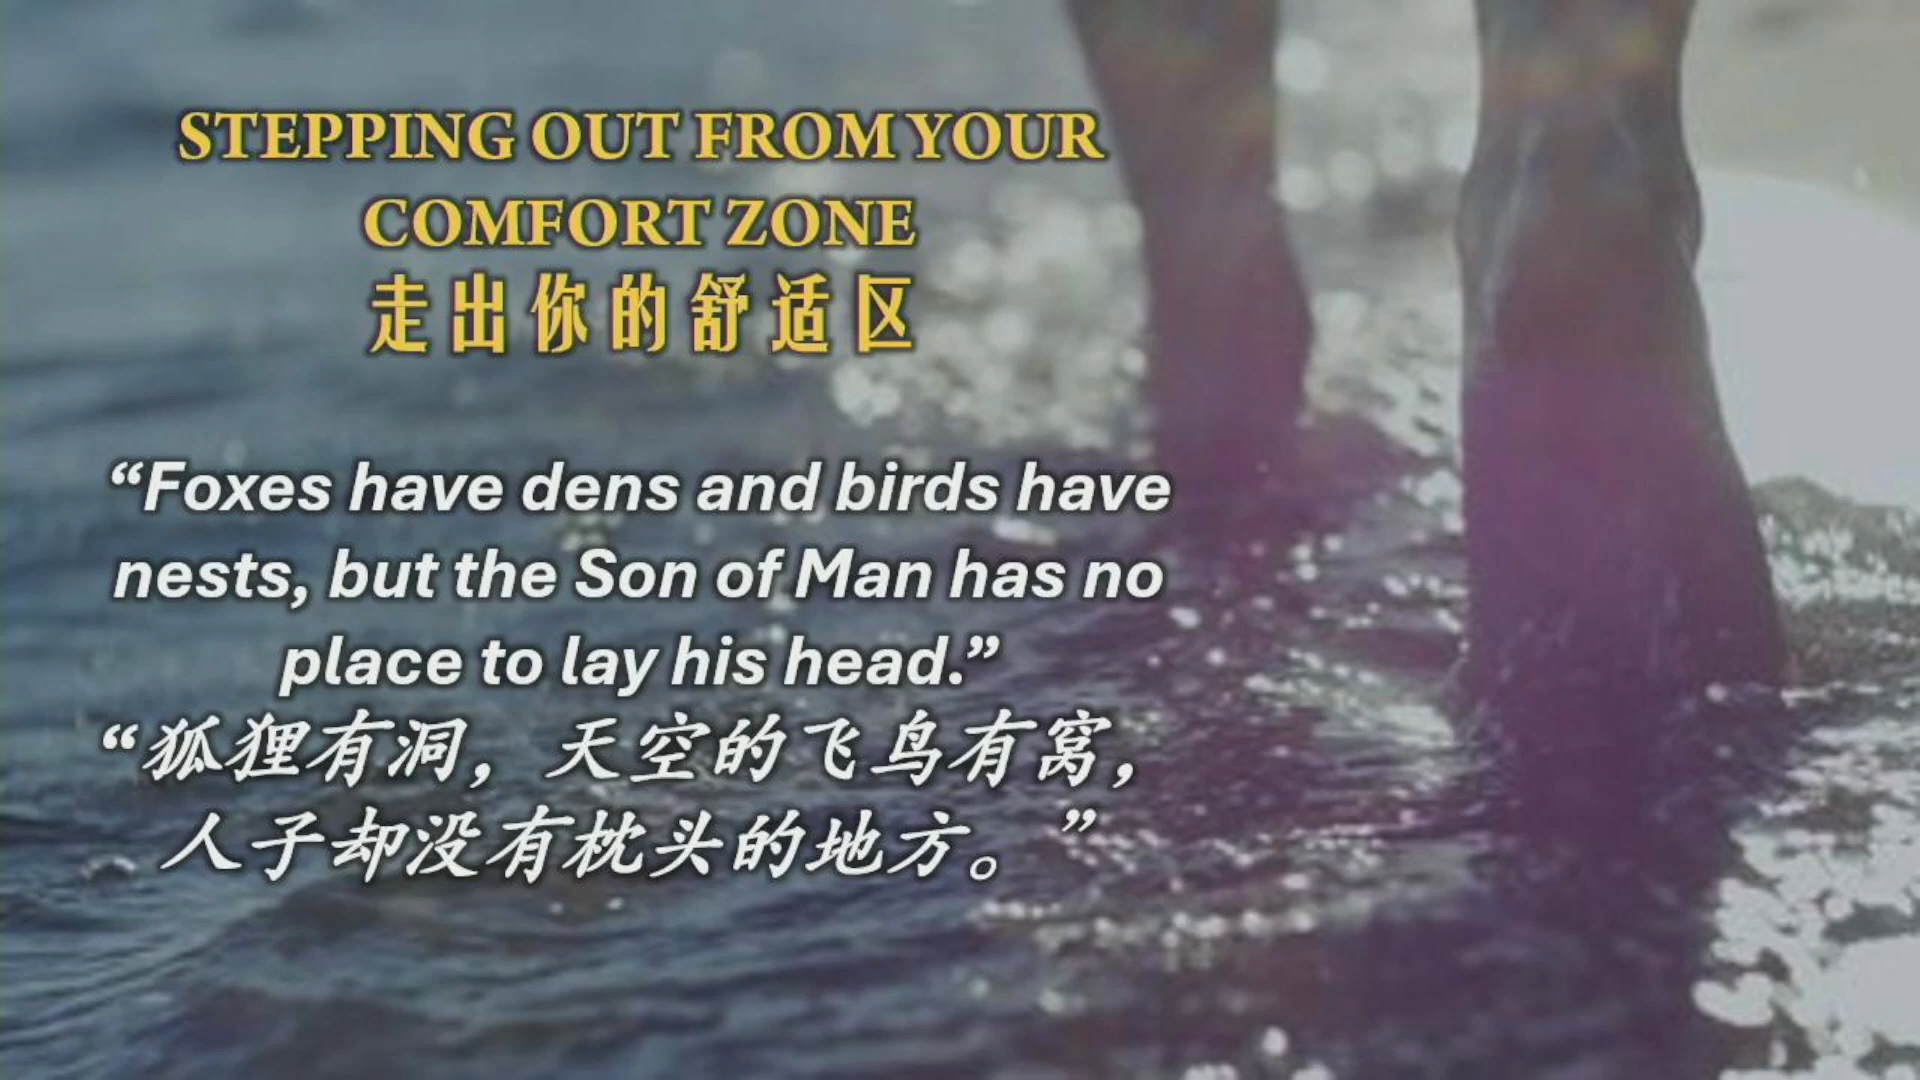 STEPPING OUT FROM YOUR
COMFORT ZONE
走出你的舒适区
“Foxes have dens and birds have
nests, but the Son of Man has no
place to lay his head.”
“狐狸有洞，天空的飞鸟有窝，
人子却没有枕头的地方。”